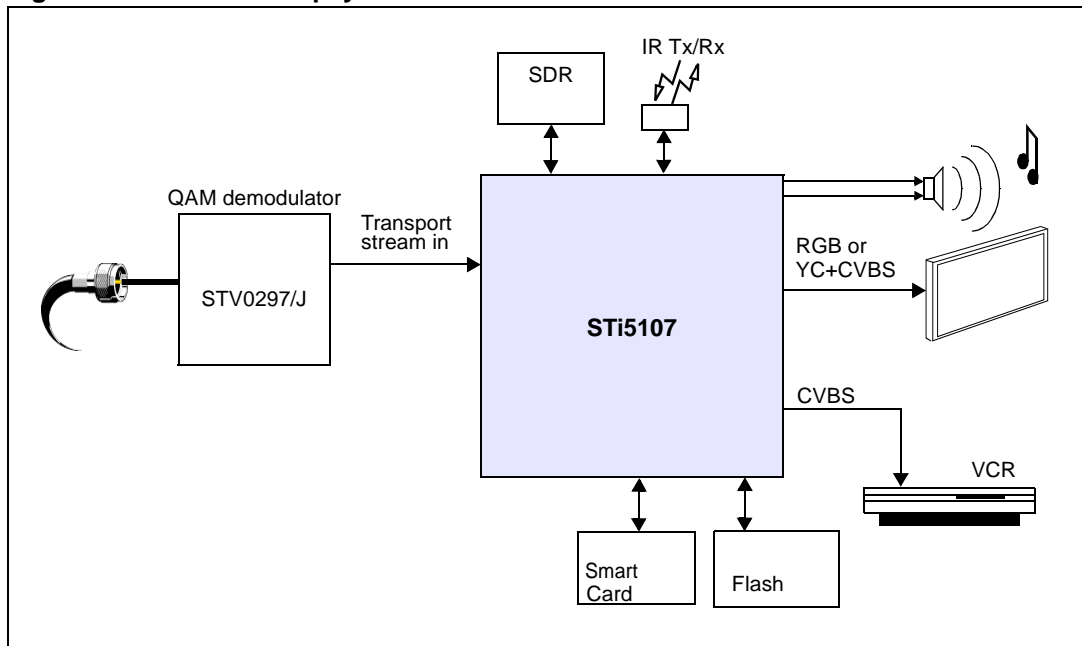 IR Tx/Rx
SDR
QAM demodulator
Transport
stream in
STV0297/J
STi5107
RGB or
YC+CVBS
CVBS
VCR
Smart
Card
Flash